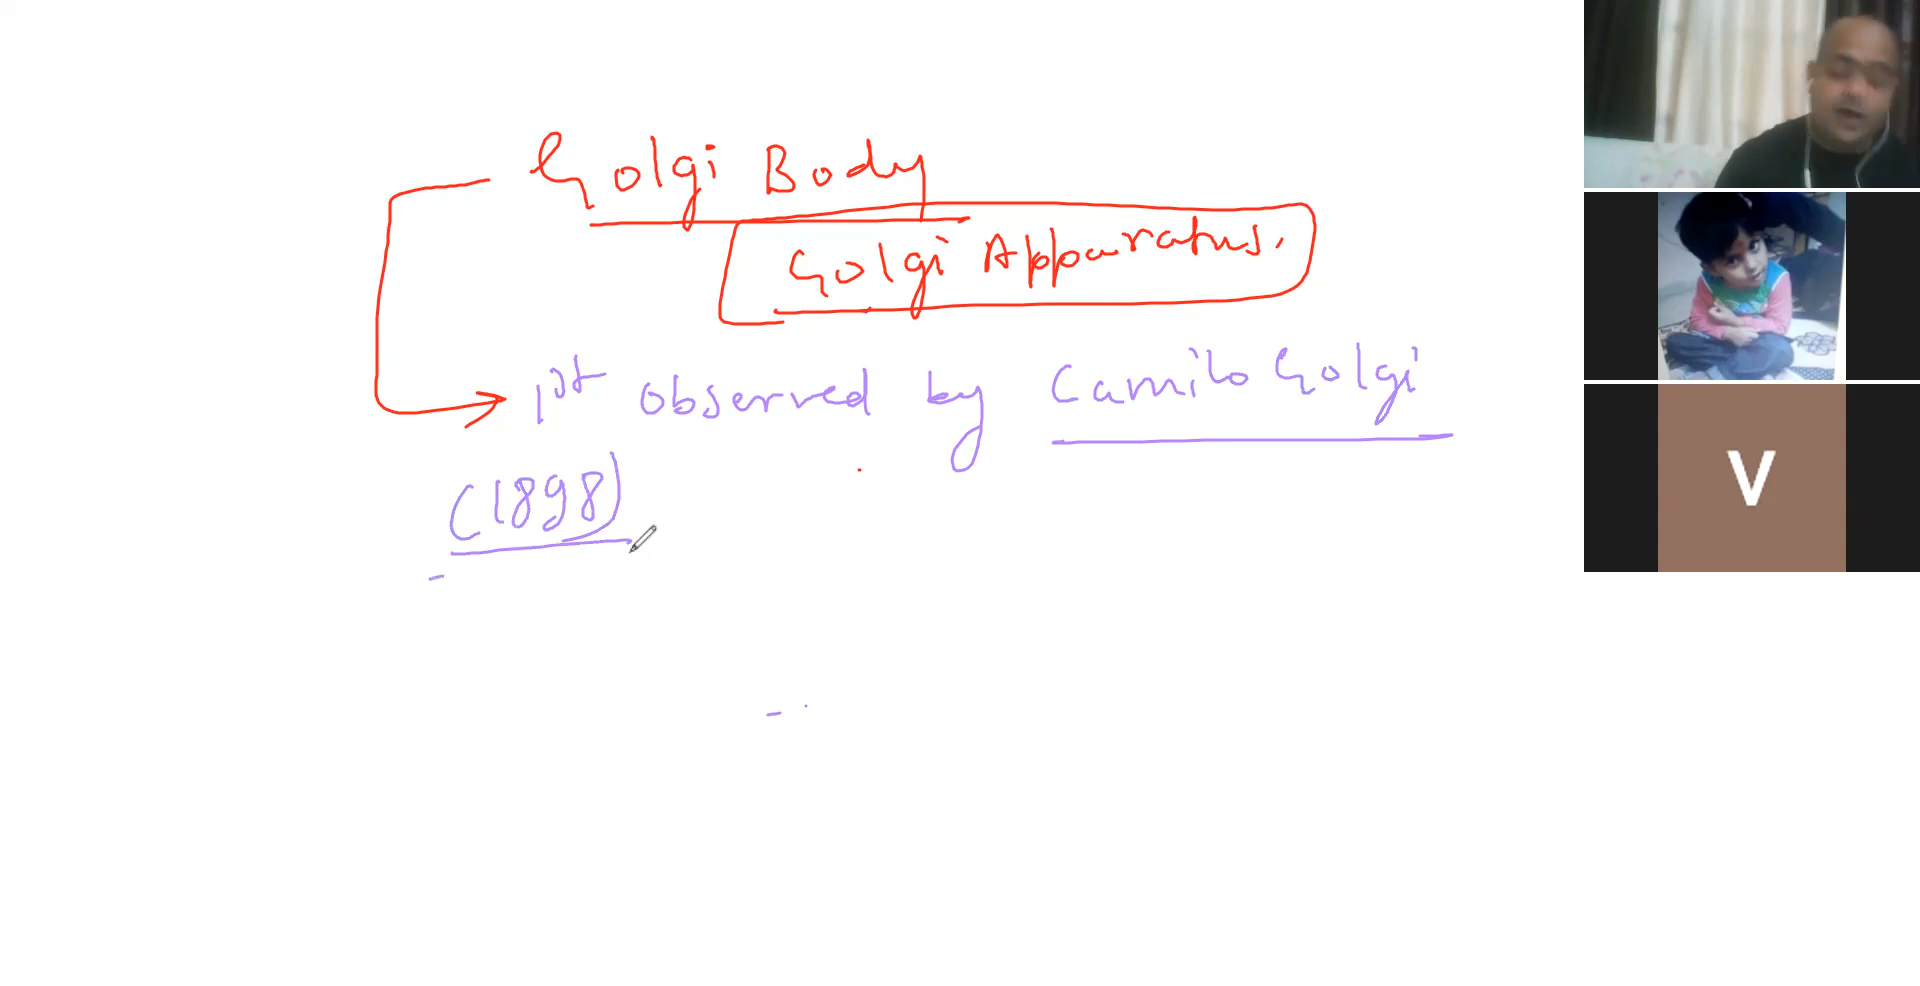 Golgi Body
Golgi Apparatus.
1st observed by Camilo Golgi
(1898)
V